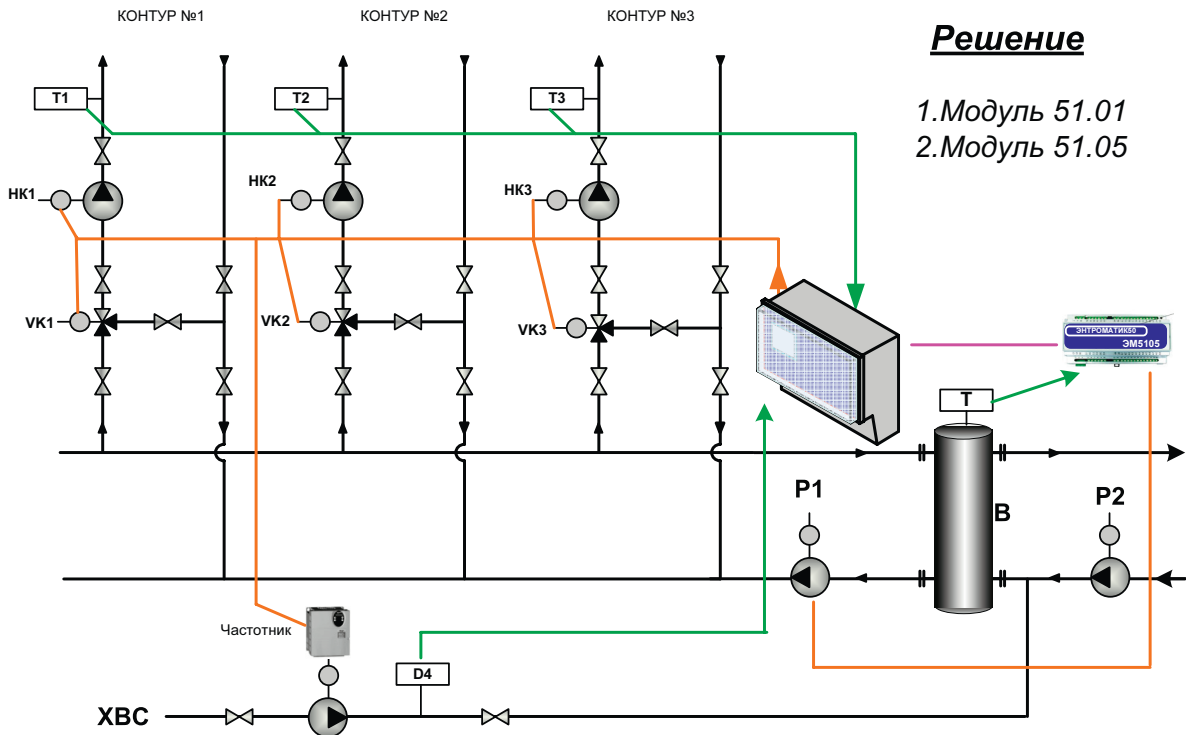 КОНТУР №1
КОНТУР №2
КОНТУР №3
Решение
1.Модуль 51.01
2.Модуль 51.05
T1
T2
T3
НК1
НК2
НК3
VK1
VK2
VK3
ЭНТРОМАТИК50
ЭМ5105
T
P1
P2
B
Частотник
D4
ХВС